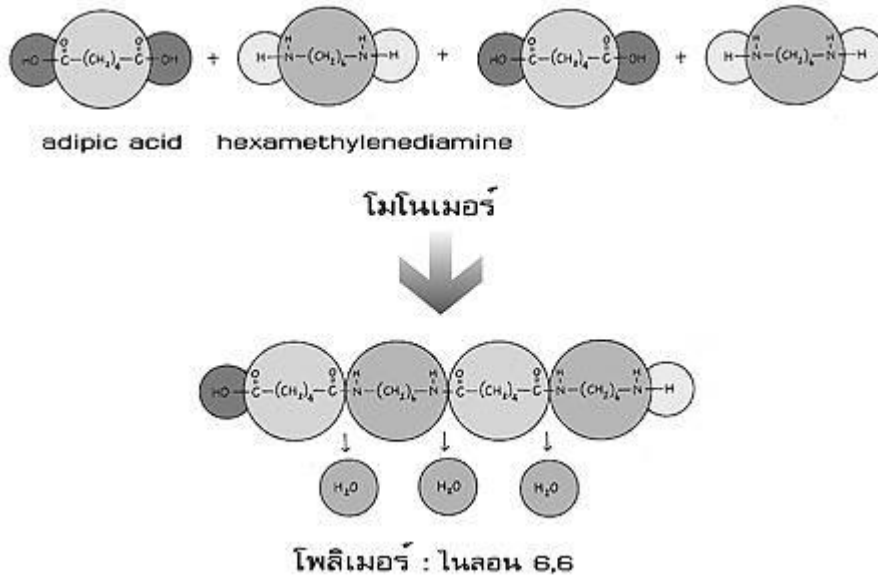 HO-C(=O)-(CH₂)₄-C(=O)-OH + H-N(H)-(CH₂)₆-N(H)-H + HO-C(=O)-(CH₂)₄-C(=O)-OH + H-N(H)-(CH₂)₆-N(H)-H
adipic acid hexamethylenediamine
โมโนเมอร์
HO-C(=O)-(CH₂)₄-C(=O)-N(H)-(CH₂)₆-N(H)-C(=O)-(CH₂)₄-C(=O)-N(H)-(CH₂)₆-N(H)-H
H₂O H₂O H₂O
โพลิเมอร์ : ไนลอน 6,6